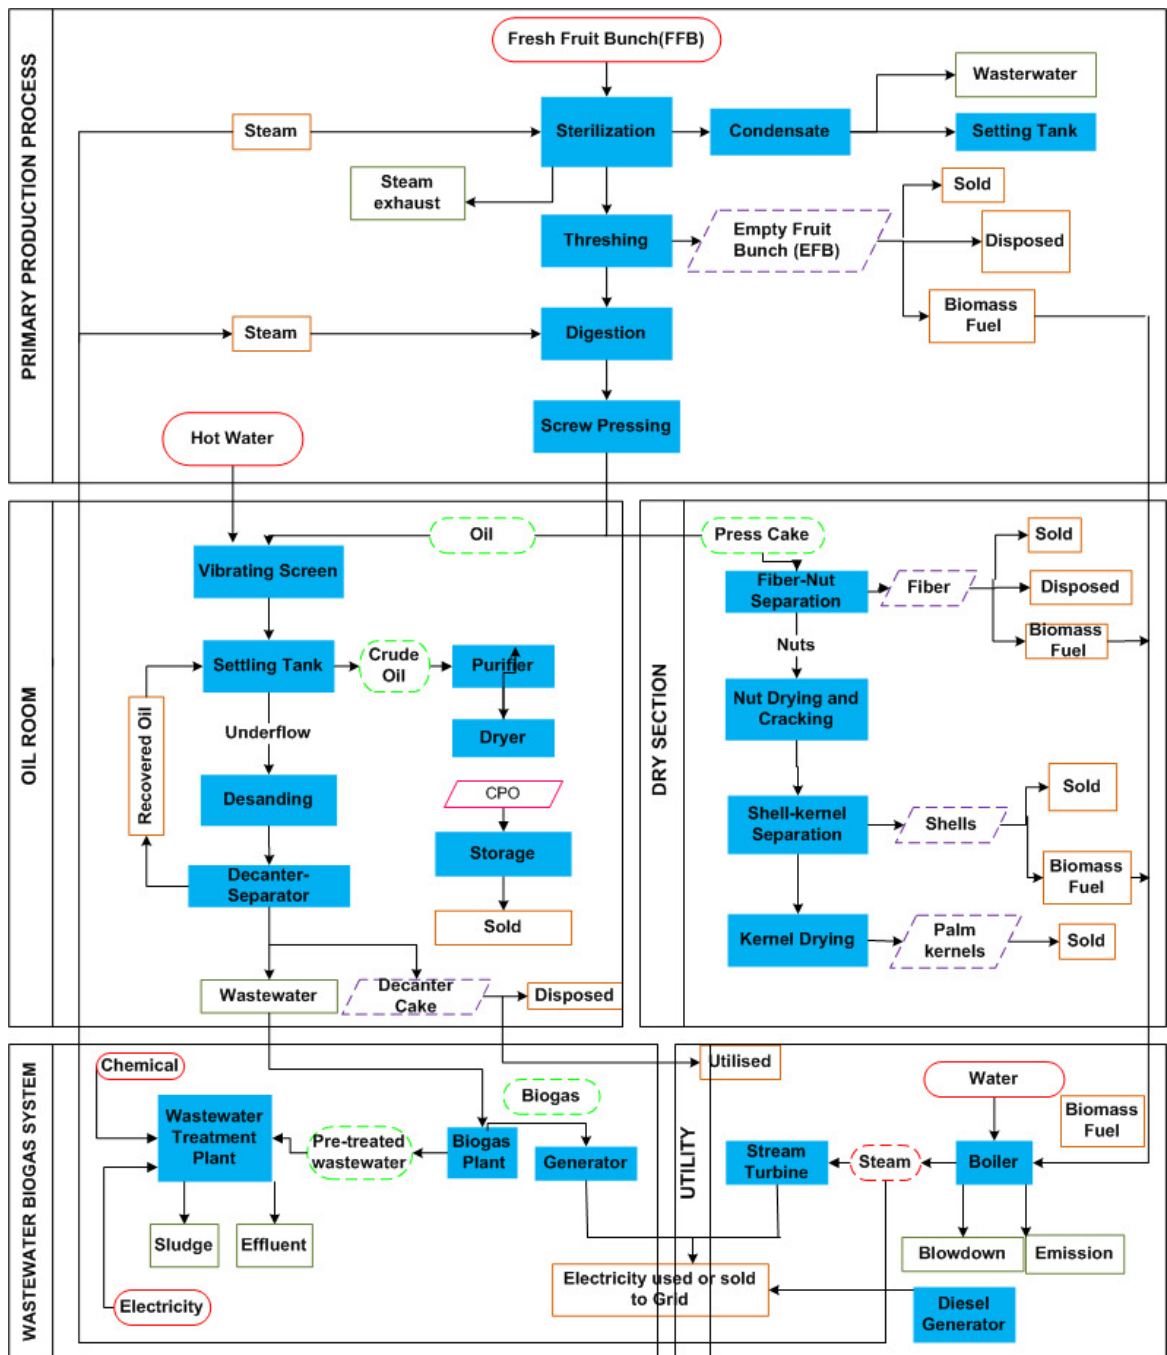 PRIMARY PRODUCTION PROCESS
Fresh Fruit Bunch(FFB)
Steam
Sterilization
Condensate
Wasterwater
Setting Tank
Steam
exhaust
Threshing
Empty Fruit
Bunch (EFB)
Sold
Disposed
Biomass
Fuel
Steam
Digestion
Screw Pressing
Hot Water
OIL ROOM
Oil
Vibrating Screen
Settling Tank
Crude
Oil
Purifier
Dryer
Underflow
Recovered Oil
Desanding
CPO
Storage
Decanter-
Separator
Sold
Wastewater
Decanter
Cake
Disposed
DRY SECTION
Press Cake
Fiber-Nut
Separation
Fiber
Sold
Disposed
Biomass
Fuel
Nuts
Nut Drying and
Cracking
Shell-kernel
Separation
Shells
Sold
Biomass
Fuel
Kernel Drying
Palm
kernels
Sold
WASTEWATER BIOGAS SYSTEM
Chemical
Wastewater
Treatment
Plant
Pre-treated
wastewater
Biogas
Plant
Biogas
Generator
Sludge
Effluent
Electricity
UTILITY
Utilised
Water
Biomass
Fuel
Stream
Turbine
Steam
Boiler
Blowdown
Emission
Electricity used or sold
to Grid
Diesel
Generator